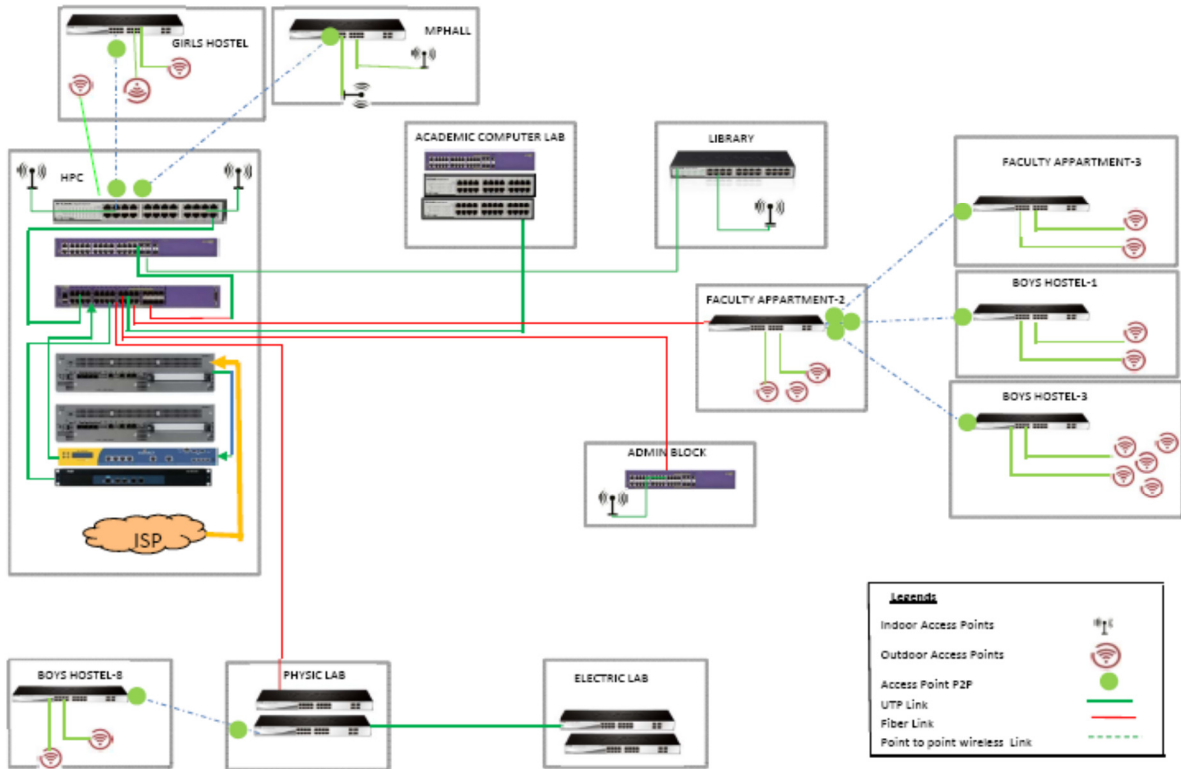 GIRLS HOSTEL
MPHALL
ACADEMIC COMPUTER LAB
LIBRARY
FACULTY APPARTMENT-3
HPC
BOYS HOSTEL-1
FACULTY APPARTMENT-2
BOYS HOSTEL-3
ADMIN BLOCK
ISP
Legends
Indoor Access Points
Outdoor Access Points
Access Point P2P
UTP Link
Fiber Link
Point to point wireless Link
BOYS HOSTEL-8
PHYSIC LAB
ELECTRIC LAB